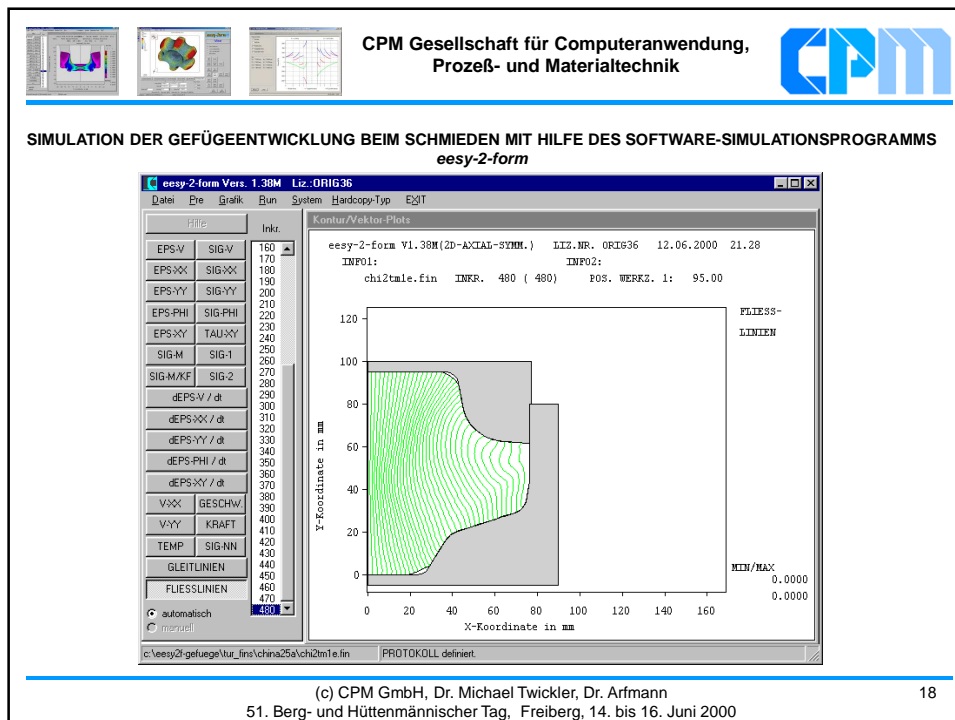 CPM Gesellschaft für Computeranwendung,
Prozeß- und Materialtechnik
CPM
SIMULATION DER GEFÜGEENTWICKLUNG BEIM SCHMIEDEN MIT HILFE DES SOFTWARE-SIMULATIONSPROGRAMMS
eesy-2-form
eesy-2-form Vers. 1.38M Liz.:ORIG36
Datei Pre Grafik Run System Hardcopy-Typ EXIT
Hilfe
Inkr.
EPS-V SIG-V
EPS-XX SIG-XX
EPS-YY SIG-YY
EPS-PHI SIG-PHI
EPS-XY TAU-XY
SIG-M SIG-1
SIG-M/KF SIG-2
dEPS-V / dt
dEPS-XX / dt
dEPS-YY / dt
dEPS-PHI / dt
dEPS-XY / dt
V-XX GESCHW.
V-YY KRAFT
TEMP SIG-NN
GLEITLINIEN
FLIESSLINIEN
automatisch
manuell
160
170
180
190
200
210
220
230
240
250
260
270
280
290
300
310
320
330
340
350
360
370
380
390
400
410
420
430
440
450
460
470
480
Kontur/Vektor-Plots
eesy-2-form V1.38M(2D-AXIAL-SYMM.) LIZ.NR. ORIG36 12.06.2000 21.28
INFO1: INFO2:
chi2tm1e.fin INKR. 480 ( 480) POS. WERKZ. 1: 95.00
FLIESS-
LINIEN
120
100
80
60
40
20
0
Y-Koordinate in mm
0 20 40 60 80 100 120 140 160
X-Koordinate in mm
MIN/MAX
0.0000
0.0000
c:\eesy2f-gefuege\tur_fins\china25a\chi2tm1e.fin PROTOKOLL definiert.
(c) CPM GmbH, Dr. Michael Twickler, Dr. Arfmann
18
51. Berg- und Hüttenmännischer Tag, Freiberg, 14. bis 16. Juni 2000